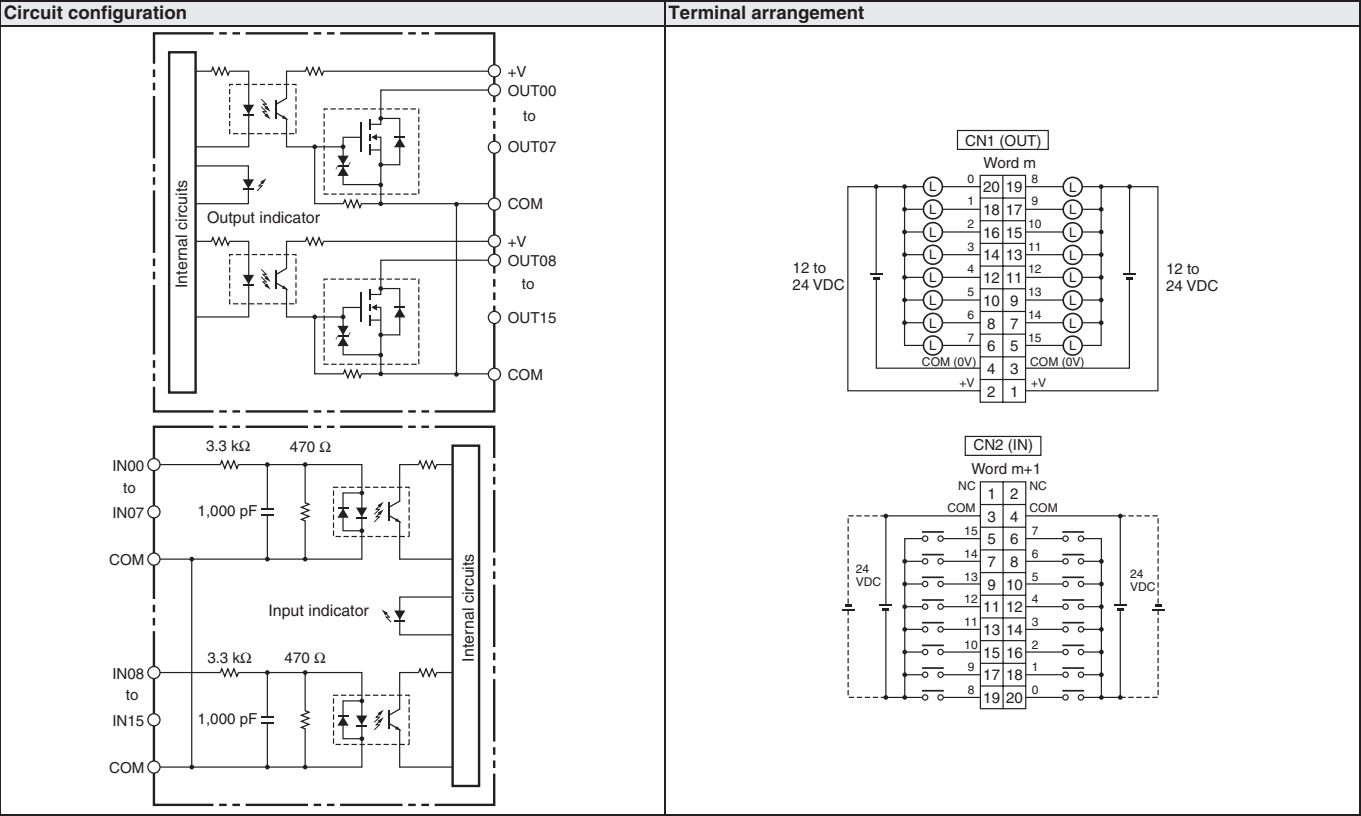 Circuit configuration
Terminal arrangement
Internal circuits
+V
OUT00
to
OUT07
COM
Output indicator
+V
OUT08
to
OUT15
COM
3.3 kΩ 470 Ω
IN00
to
IN07
1,000 pF
COM
Input indicator
Internal circuits
3.3 kΩ 470 Ω
IN08
to
IN15
1,000 pF
COM
CN1 (OUT)
Word m
L 0 20 19 8 L
L 1 18 17 9 L
L 2 16 15 10 L
L 3 14 13 11 L
12 to
24 VDC
L 4 12 11 12 L
12 to
24 VDC
L 5 10 9 13 L
L 6 8 7 14 L
L 7 6 5 15 L
COM (0V) 4 3 COM (0V)
+V 2 1 +V
CN2 (IN)
Word m+1
NC 1 2 NC
COM 3 4 COM
15 5 6 7
14 7 8 6
24
VDC
13 9 10 5
24
VDC
12 11 12 4
11 13 14 3
10 15 16 2
9 17 18 1
8 19 20 0